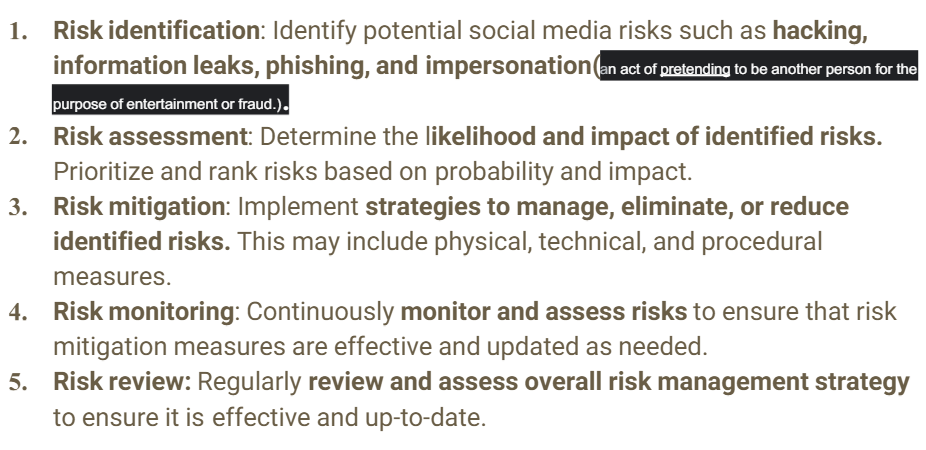 1. Risk identification: Identify potential social media risks such as hacking,
information leaks, phishing, and impersonation(an act of pretending to be another person for the
purpose of entertainment or fraud.).
2. Risk assessment: Determine the likelihood and impact of identified risks.
Prioritize and rank risks based on probability and impact.
3. Risk mitigation: Implement strategies to manage, eliminate, or reduce
identified risks. This may include physical, technical, and procedural
measures.
4. Risk monitoring: Continuously monitor and assess risks to ensure that risk
mitigation measures are effective and updated as needed.
5. Risk review: Regularly review and assess overall risk management strategy
to ensure it is effective and up-to-date.